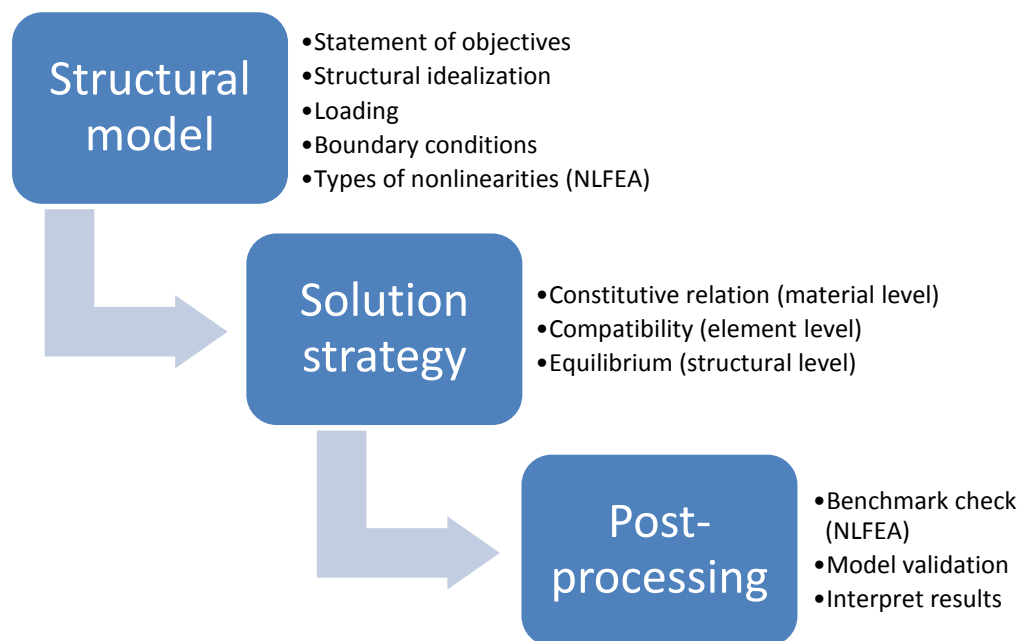 Structural
model
•Statement of objectives
•Structural idealization
•Loading
•Boundary conditions
•Types of nonlinearities (NLFEA)
Solution
strategy
•Constitutive relation (material level)
•Compatibility (element level)
•Equilibrium (structural level)
Post-
processing
•Benchmark check
(NLFEA)
•Model validation
•Interpret results